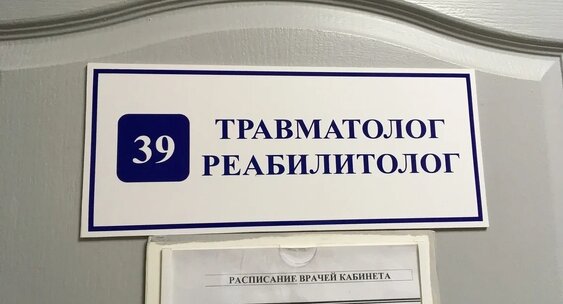 39
ТРАВМАТОЛОГ
РЕАБИЛИТОЛОГ
РАСПИСАНИЕ ВРАЧЕЙ КАБИНЕТА